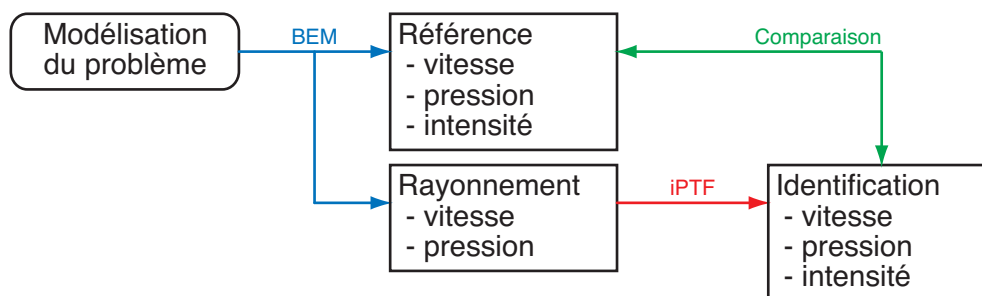 Modélisation
du problème
BEM
Référence
- vitesse
- pression
- intensité
Comparaison
Rayonnement
- vitesse
- pression
iPTF
Identification
- vitesse
- pression
- intensité